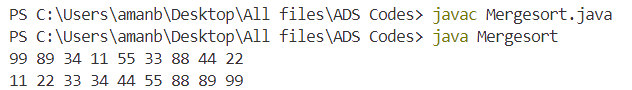 PS C:\Users\amanb\Desktop\All files\ADS Codes> javac Mergesort.java
PS C:\Users\amanb\Desktop\All files\ADS Codes> java Mergesort
99 89 34 11 55 33 88 44 22
11 22 33 34 44 55 88 89 99